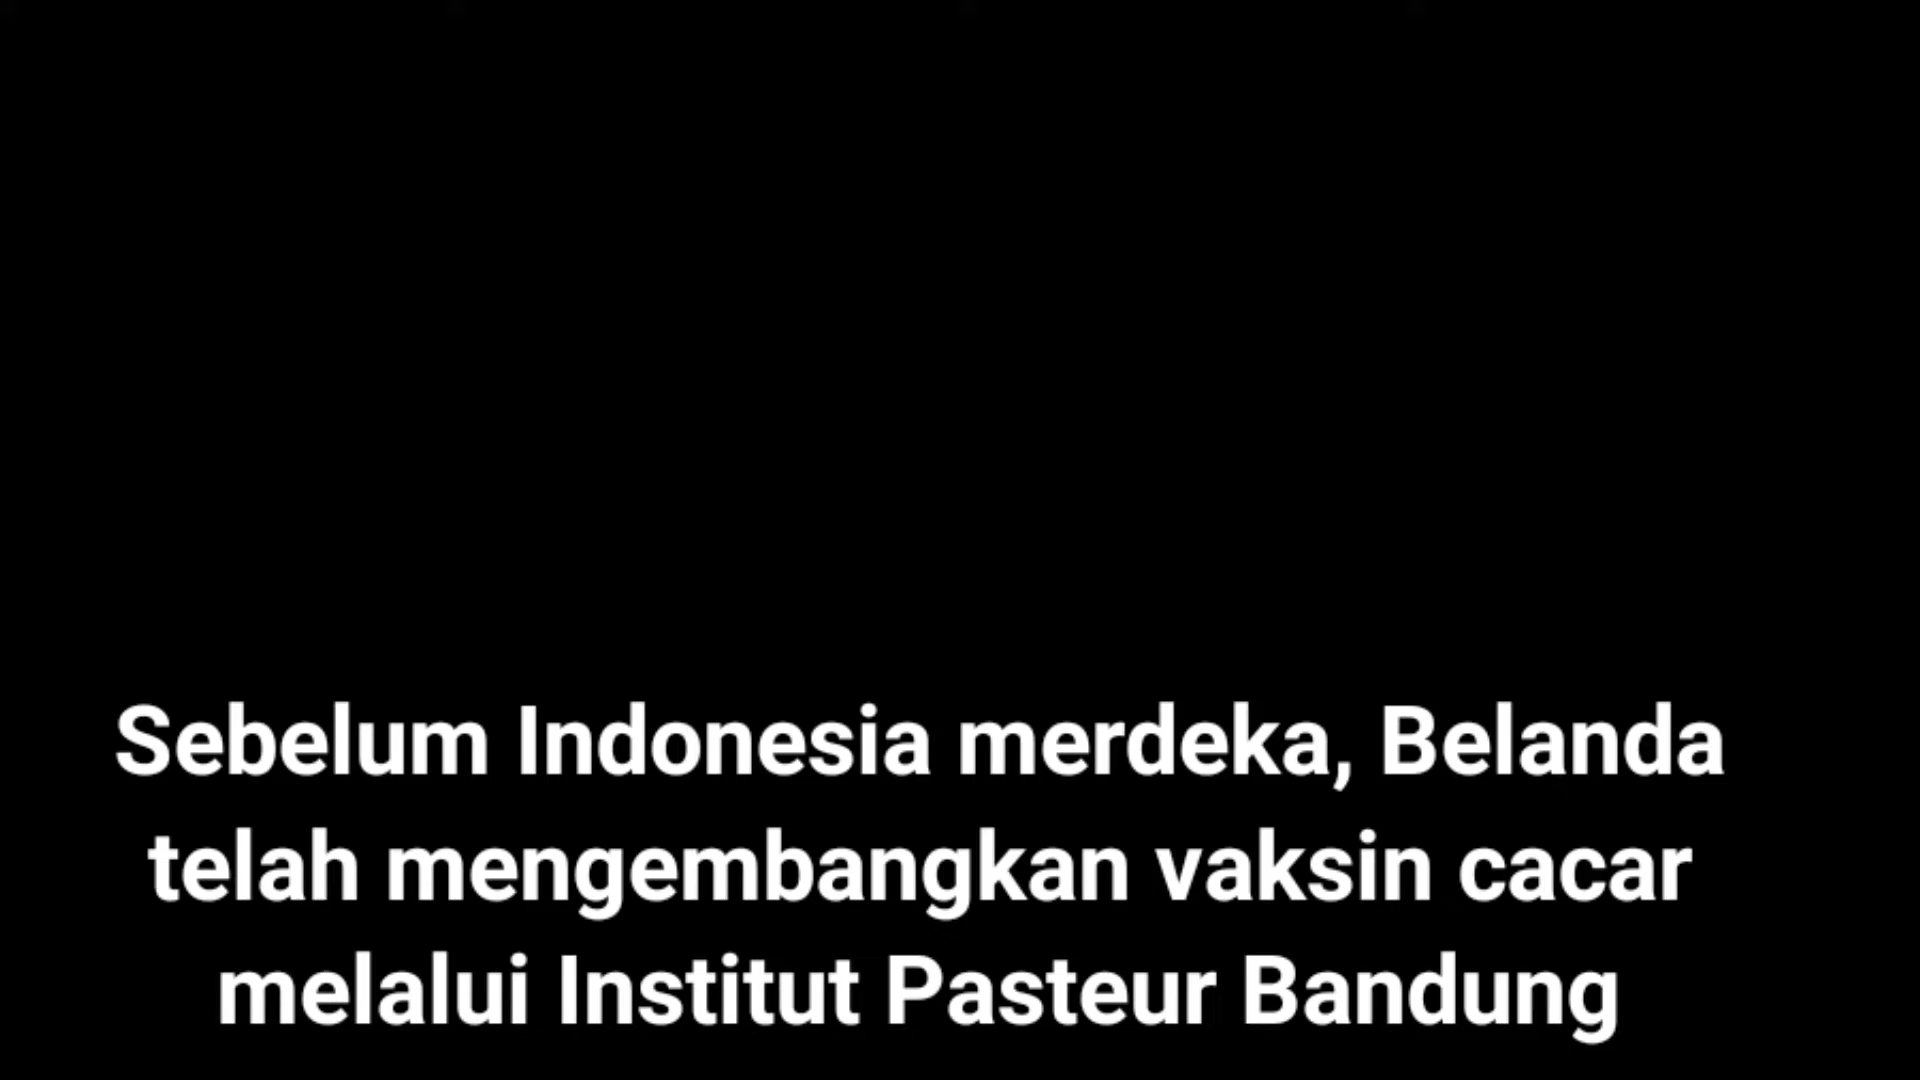 Sebelum Indonesia merdeka, Belanda
telah mengembangkan vaksin cacar
melalui Institut Pasteur Bandung